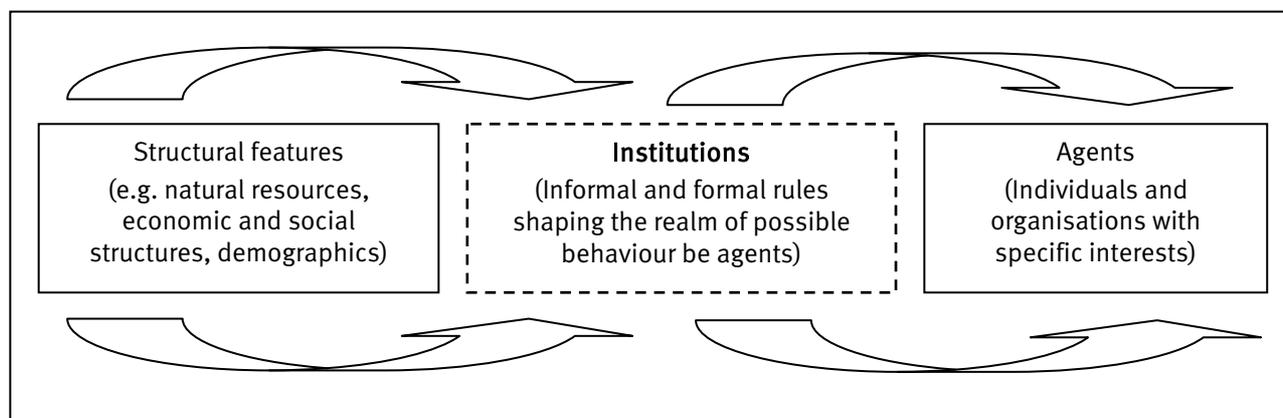 Structural features
(e.g. natural resources,
economic and social
structures, demographics)
Institutions
(Informal and formal rules
shaping the realm of possible
behaviour be agents)
Agents
(Individuals and
organisations with
specific interests)